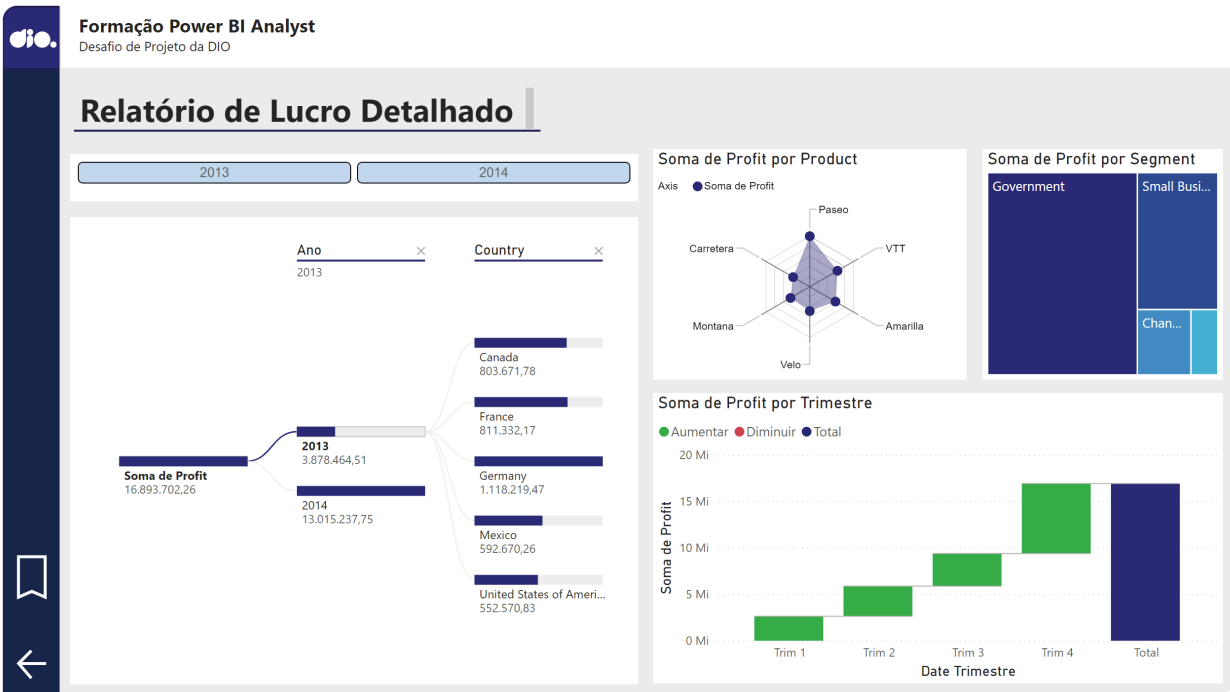 dio.
Formação Power BI Analyst
Desafio de Projeto da DIO
Relatório de Lucro Detalhado
2013
2014
Ano
2013
Country
Soma de Profit
16.893.702,26
2013
3.878.464,51
2014
13.015.237,75
Canada
803.671,78
France
811.332,17
Germany
1.118.219,47
Mexico
592.670,26
United States of Ameri...
552.570,83
Soma de Profit por Product
Axis Soma de Profit
Paseo
Carretera
VTT
Montana
Amarilla
Velo
Soma de Profit por Segment
Government
Small Busi...
Chan...
Soma de Profit por Trimestre
Aumentar Diminuir Total
Soma de Profit
20 Mi
15 Mi
10 Mi
5 Mi
0 Mi
Trim 1
Trim 2
Trim 3
Trim 4
Total
Date Trimestre